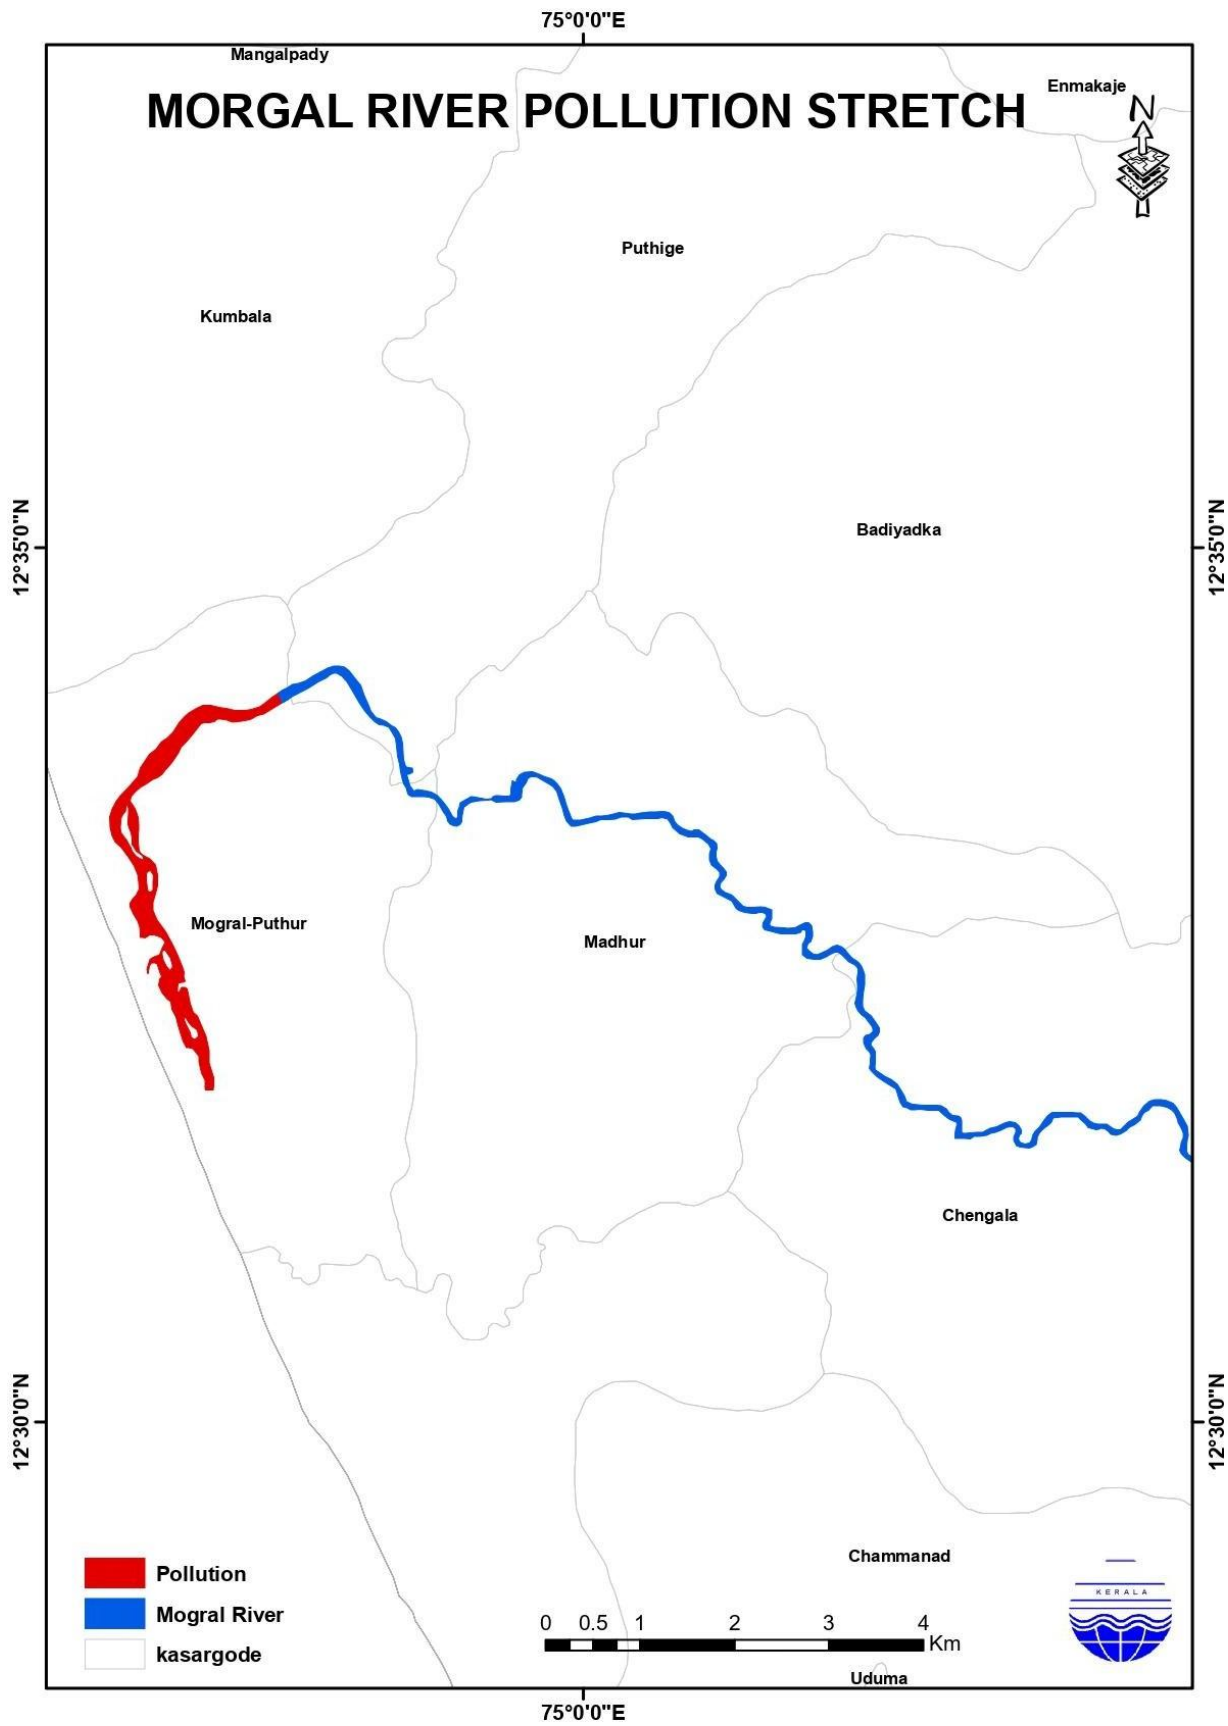 75°0'0"E
Mangalpady
Enmakaje
MORGAL RIVER POLLUTION STRETCH
N
Puthige
Kumbala
12°35'0"N
12°35'0"N
Badiyadka
Mogral-Puthur
Madhur
Chengala
12°30'0"N
12°30'0"N
Chammanad
Pollution
Mogral River
kasargode
0 0.5 1 2 3 4
Km
KERALA
Uduma
75°0'0"E